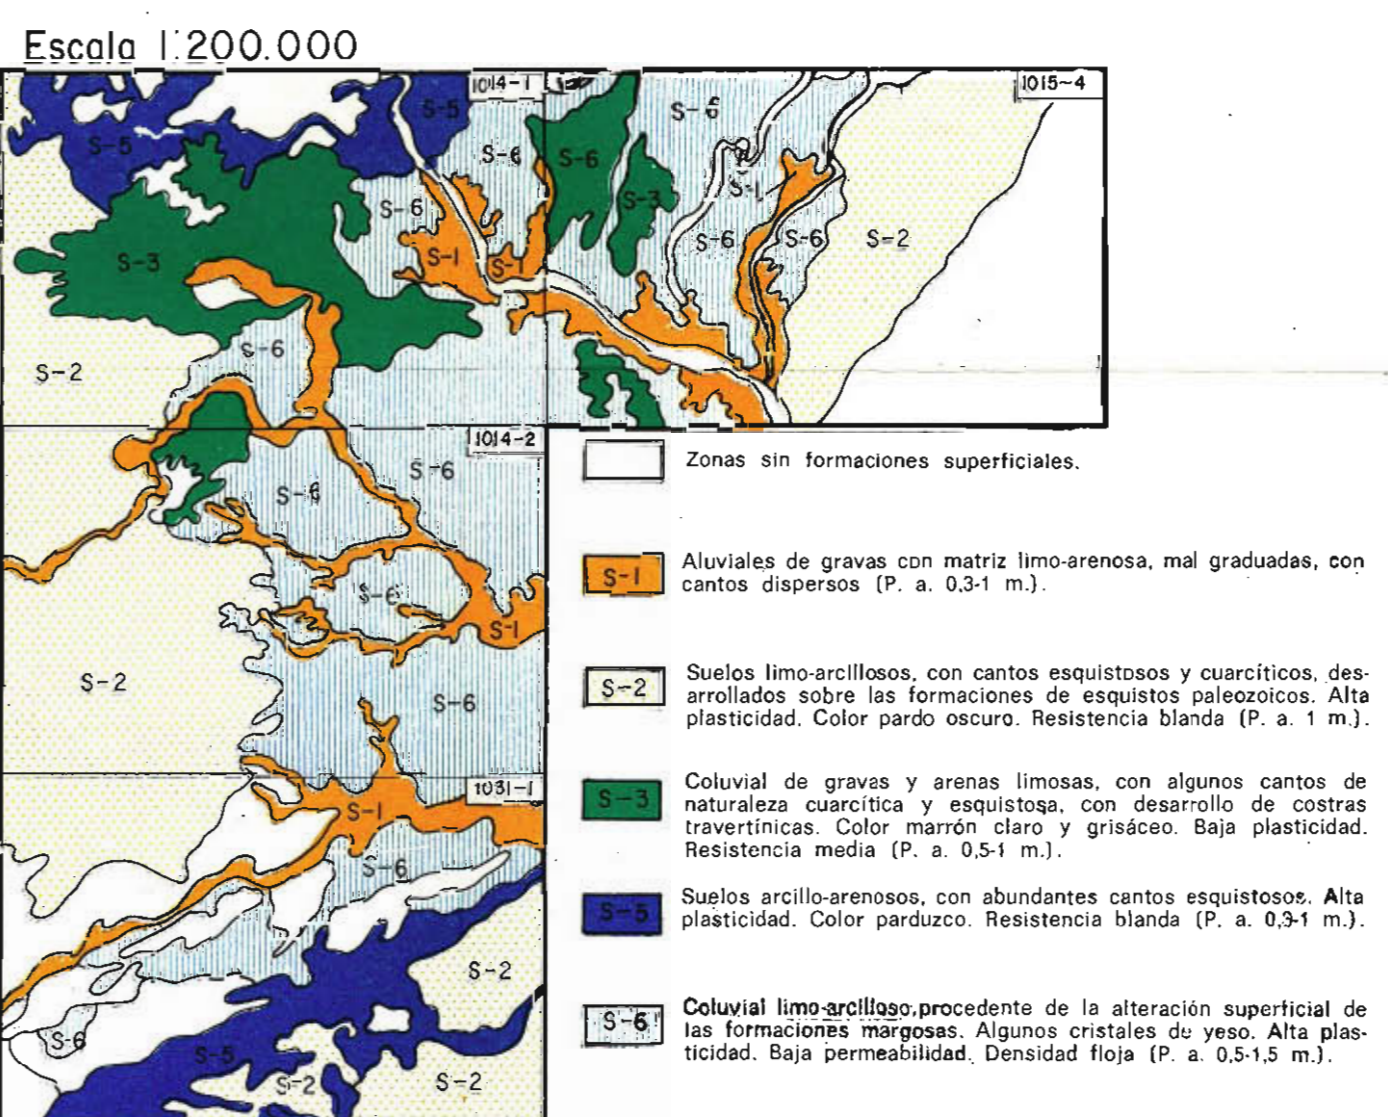 Escala 1:200.000
1014-1
1015-4
S-5
S-5
S-6
S-6
S-6
S-3
S-6
S-1
S-6
S-6
S-2
S-3
S-1
S-1
S-6
S-2
1014-2
S-6
S-6
S-6
S-1
S-2
S-6
1031-1
S-1
S-6
S-2
S-6
S-5
S-2
S-2
Zonas sin formaciones superficiales.
S-1
Aluviales de gravas con matriz limo-arenosa, mal graduadas, con
cantos dispersos (P. a. 0,3-1 m.).
S-2
Suelos limo-arcillosos, con cantos esquistosos y cuarcíticos, des-
arrollados sobre las formaciones de esquistos paleozoicos. Alta
plasticidad. Color pardo oscuro. Resistencia blanda (P. a. 1 m.).
S-3
Coluvial de gravas y arenas limosas, con algunos cantos de
naturaleza cuarcítica y esquistosa, con desarrollo de costras
travertínicas. Color marrón claro y grisáceo. Baja plasticidad.
Resistencia media (P. a. 0,5-1 m.).
S-5
Suelos arcillo-arenosos, con abundantes cantos esquistosos. Alta
plasticidad. Color parduzco. Resistencia blanda (P. a. 0,3-1 m.).
S-6
Coluvial limo-arcilloso, procedente de la alteración superficial de
las formaciones margosas. Algunos cristales de yeso. Alta plas-
ticidad. Baja permeabilidad. Densidad floja (P. a. 0,5-1,5 m.).